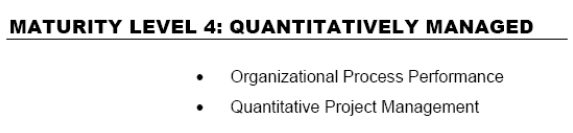 MATURITY LEVEL 4: QUANTITATIVELY MANAGED
• Organizational Process Performance
• Quantitative Project Management